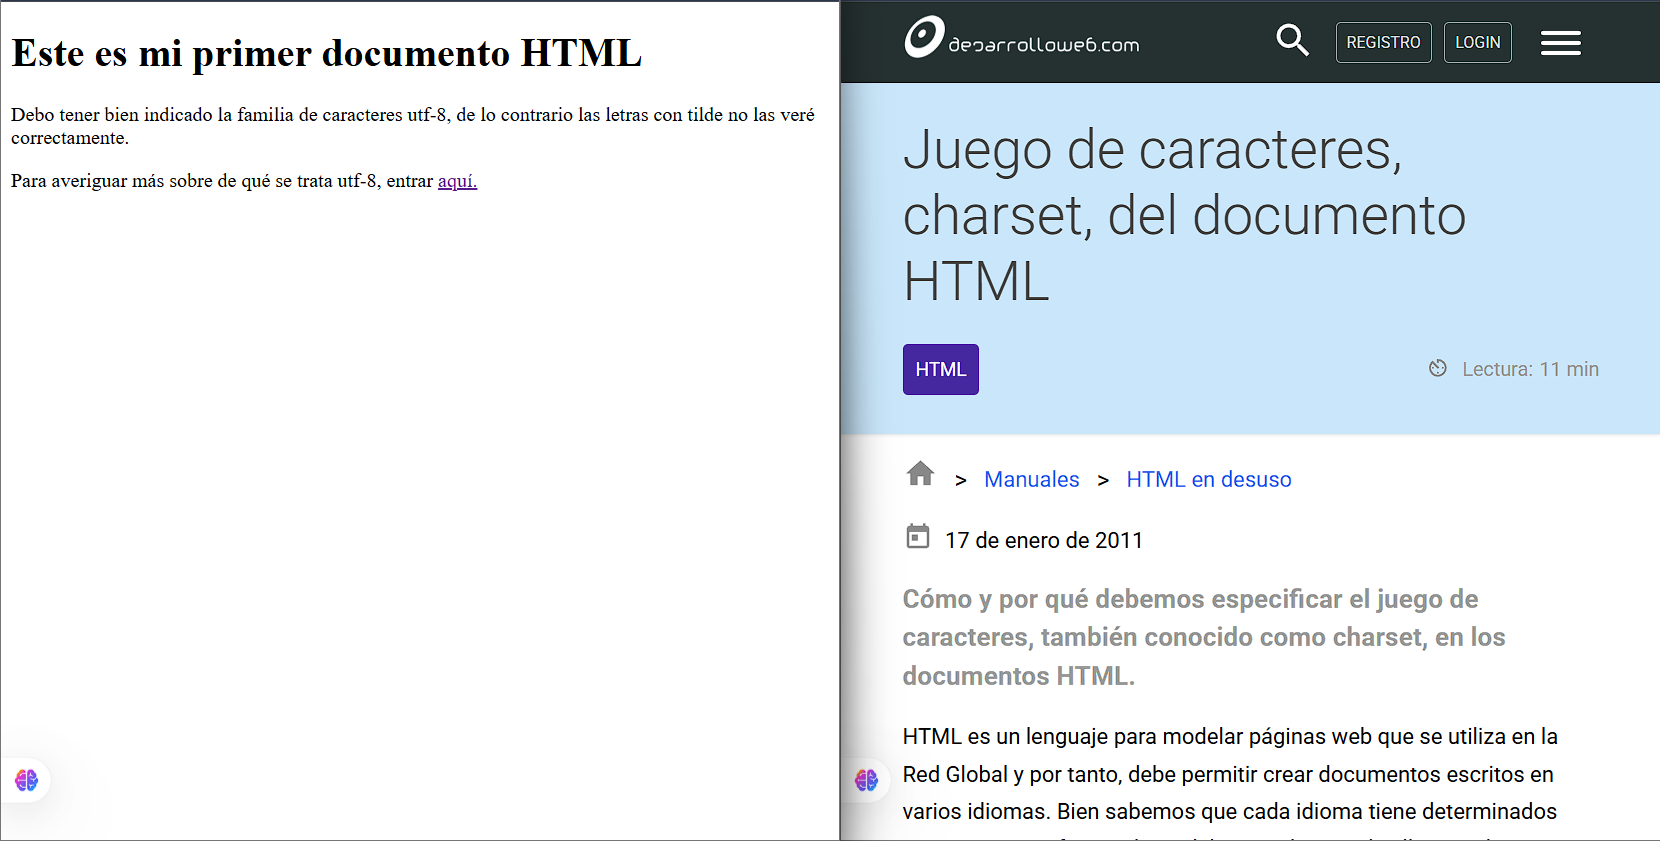 Este es mi primer documento HTML
Debo tener bien indicado la familia de caracteres utf-8, de lo contrario las letras con tilde no las veré
correctamente.
Para averiguar más sobre de qué se trata utf-8, entrar aquí.
desarrolloweb.com
REGISTRO
LOGIN
Juego de caracteres,
charset, del documento
HTML
HTML
Lectura: 11 min
> Manuales > HTML en desuso
17 de enero de 2011
Cómo y por qué debemos especificar el juego de
caracteres, también conocido como charset, en los
documentos HTML.
HTML es un lenguaje para modelar páginas web que se utiliza en la
Red Global y por tanto, debe permitir crear documentos escritos en
varios idiomas. Bien sabemos que cada idioma tiene determinados